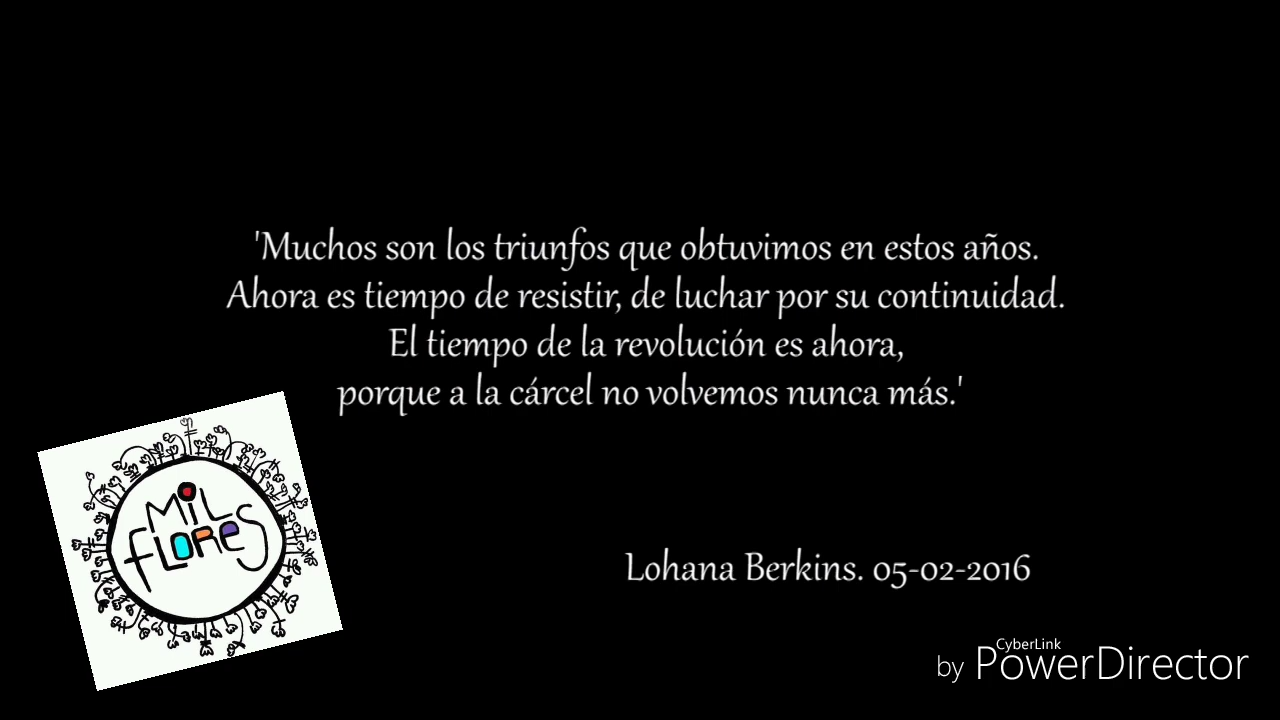 'Muchos son los triunfos que obtuvimos en estos años.
Ahora es tiempo de resistir, de luchar por su continuidad.
El tiempo de la revolución es ahora,
porque a la cárcel no volvemos nunca más.'
MiL
FLORES
Lohana Berkins. 05-02-2016
CyberLink
by PowerDirector